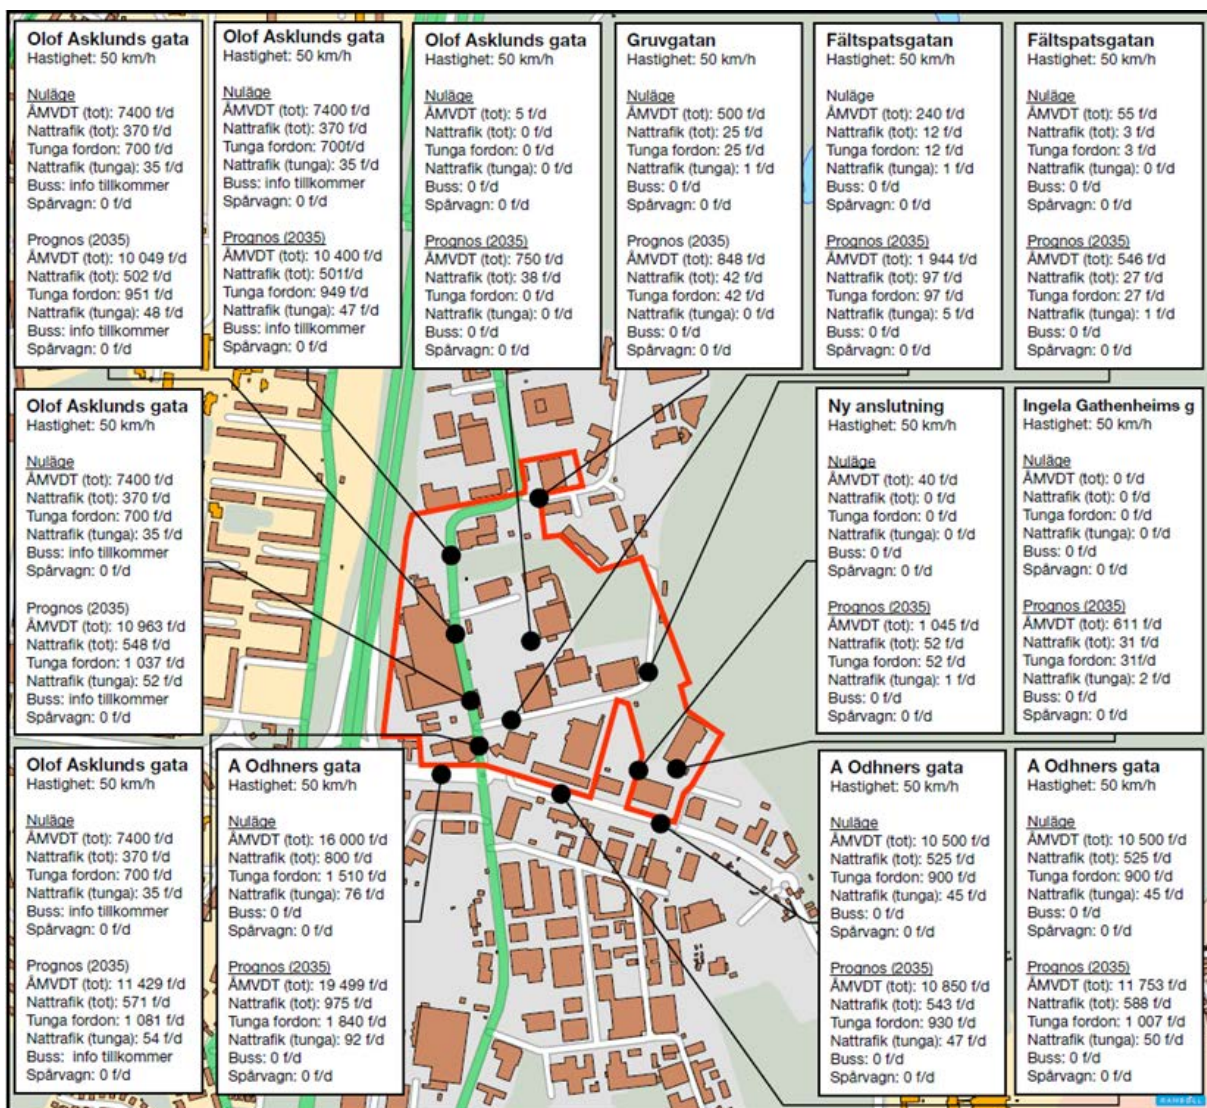 Olof Asklunds gata
Hastighet: 50 km/h
Nuläge
ÅMVDT (tot): 7400 f/d
Nattrafik (tot): 370 f/d
Tunga fordon: 700 f/d
Nattrafik (tunga): 35 f/d
Buss: info tillkommer
Spårvagn: 0 f/d
Prognos (2035)
ÅMVDT (tot): 10 049 f/d
Nattrafik (tot): 502 f/d
Tunga fordon: 951 f/d
Nattrafik (tunga): 48 f/d
Buss: info tillkommer
Spårvagn: 0 f/d
Olof Asklunds gata
Hastighet: 50 km/h
Nuläge
ÅMVDT (tot): 7400 f/d
Nattrafik (tot): 370 f/d
Tunga fordon: 700f/d
Nattrafik (tunga): 35 f/d
Buss: info tillkommer
Spårvagn: 0 f/d
Prognos (2035)
ÅMVDT (tot): 10 400 f/d
Nattrafik (tot): 501f/d
Tunga fordon: 949 f/d
Nattrafik (tunga): 47 f/d
Buss: info tillkommer
Spårvagn: 0 f/d
Olof Asklunds gata
Hastighet: 50 km/h
Nuläge
ÅMVDT (tot): 5 f/d
Nattrafik (tot): 0 f/d
Tunga fordon: 0 f/d
Nattrafik (tunga): 0 f/d
Buss: 0 f/d
Spårvagn: 0 f/d
Prognos (2035)
ÅMVDT (tot): 750 f/d
Nattrafik (tot): 38 f/d
Tunga fordon: 0 f/d
Nattrafik (tunga): 0 f/d
Buss: 0 f/d
Spårvagn: 0 f/d
Gruvgatan
Hastighet: 50 km/h
Nuläge
ÅMVDT (tot): 500 f/d
Nattrafik (tot): 25 f/d
Tunga fordon: 25 f/d
Nattrafik (tunga): 1 f/d
Buss: 0 f/d
Spårvagn: 0 f/d
Prognos (2035)
ÅMVDT (tot): 848 f/d
Nattrafik (tot): 42 f/d
Tunga fordon: 42 f/d
Nattrafik (tunga): 0 f/d
Buss: 0 f/d
Spårvagn: 0 f/d
Fältspatsgatan
Hastighet: 50 km/h
Nuläge
ÅMVDT (tot): 240 f/d
Nattrafik (tot): 12 f/d
Tunga fordon: 12 f/d
Nattrafik (tunga): 1 f/d
Buss: 0 f/d
Spårvagn: 0 f/d
Prognos (2035)
ÅMVDT (tot): 1 944 f/d
Nattrafik (tot): 97 f/d
Tunga fordon: 97 f/d
Nattrafik (tunga): 5 f/d
Buss: 0 f/d
Spårvagn: 0 f/d
Fältspatsgatan
Hastighet: 50 km/h
Nuläge
ÅMVDT (tot): 55 f/d
Nattrafik (tot): 3 f/d
Tunga fordon: 3 f/d
Nattrafik (tunga): 0 f/d
Buss: 0 f/d
Spårvagn: 0 f/d
Prognos (2035)
ÅMVDT (tot): 546 f/d
Nattrafik (tot): 27 f/d
Tunga fordon: 27 f/d
Nattrafik (tunga): 1 f/d
Buss: 0 f/d
Spårvagn: 0 f/d
Olof Asklunds gata
Hastighet: 50 km/h
Nuläge
ÅMVDT (tot): 7400 f/d
Nattrafik (tot): 370 f/d
Tunga fordon: 700 f/d
Nattrafik (tunga): 35 f/d
Buss: info tillkommer
Spårvagn: 0 f/d
Prognos (2035)
ÅMVDT (tot): 10 963 f/d
Nattrafik (tot): 548 f/d
Tunga fordon: 1 037 f/d
Nattrafik (tunga): 52 f/d
Buss: info tillkommer
Spårvagn: 0 f/d
Ny anslutning
Hastighet: 50 km/h
Nuläge
ÅMVDT (tot): 40 f/d
Nattrafik (tot): 0 f/d
Tunga fordon: 0 f/d
Nattrafik (tunga): 0 f/d
Buss: 0 f/d
Spårvagn: 0 f/d
Prognos (2035)
ÅMVDT (tot): 1 045 f/d
Nattrafik (tot): 52 f/d
Tunga fordon: 52 f/d
Nattrafik (tunga): 1 f/d
Buss: 0 f/d
Spårvagn: 0 f/d
Ingela Gathenheims g
Hastighet: 50 km/h
Nuläge
ÅMVDT (tot): 0 f/d
Nattrafik (tot): 0 f/d
Tunga fordon: 0 f/d
Nattrafik (tunga): 0 f/d
Buss: 0 f/d
Spårvagn: 0 f/d
Prognos (2035)
ÅMVDT (tot): 611 f/d
Nattrafik (tot): 31 f/d
Tunga fordon: 31f/d
Nattrafik (tunga): 2 f/d
Buss: 0 f/d
Spårvagn: 0 f/d
Olof Asklunds gata
Hastighet: 50 km/h
Nuläge
ÅMVDT (tot): 7400 f/d
Nattrafik (tot): 370 f/d
Tunga fordon: 700 f/d
Nattrafik (tunga): 35 f/d
Buss: info tillkommer
Spårvagn: 0 f/d
Prognos (2035)
ÅMVDT (tot): 11 429 f/d
Nattrafik (tot): 571 f/d
Tunga fordon: 1 081 f/d
Nattrafik (tunga): 54 f/d
Buss: info tillkommer
Spårvagn: 0 f/d
A Odhners gata
Hastighet: 50 km/h
Nuläge
ÅMVDT (tot): 16 000 f/d
Nattrafik (tot): 800 f/d
Tunga fordon: 1 510 f/d
Nattrafik (tunga): 76 f/d
Buss: 0 f/d
Spårvagn: 0 f/d
Prognos (2035)
ÅMVDT (tot): 19 499 f/d
Nattrafik (tot): 975 f/d
Tunga fordon: 1 840 f/d
Nattrafik (tunga): 92 f/d
Buss: 0 f/d
Spårvagn: 0 f/d
A Odhners gata
Hastighet: 50 km/h
Nuläge
ÅMVDT (tot): 10 500 f/d
Nattrafik (tot): 525 f/d
Tunga fordon: 900 f/d
Nattrafik (tunga): 45 f/d
Buss: 0 f/d
Spårvagn: 0 f/d
Prognos (2035)
ÅMVDT (tot): 10 850 f/d
Nattrafik (tot): 543 f/d
Tunga fordon: 930 f/d
Nattrafik (tunga): 47 f/d
Buss: 0 f/d
Spårvagn: 0 f/d
A Odhners gata
Hastighet: 50 km/h
Nuläge
ÅMVDT (tot): 10 500 f/d
Nattrafik (tot): 525 f/d
Tunga fordon: 900 f/d
Nattrafik (tunga): 45 f/d
Buss: 0 f/d
Spårvagn: 0 f/d
Prognos (2035)
ÅMVDT (tot): 11 753 f/d
Nattrafik (tot): 588 f/d
Tunga fordon: 1 007 f/d
Nattrafik (tunga): 50 f/d
Buss: 0 f/d
Spårvagn: 0 f/d
RAMBOLL